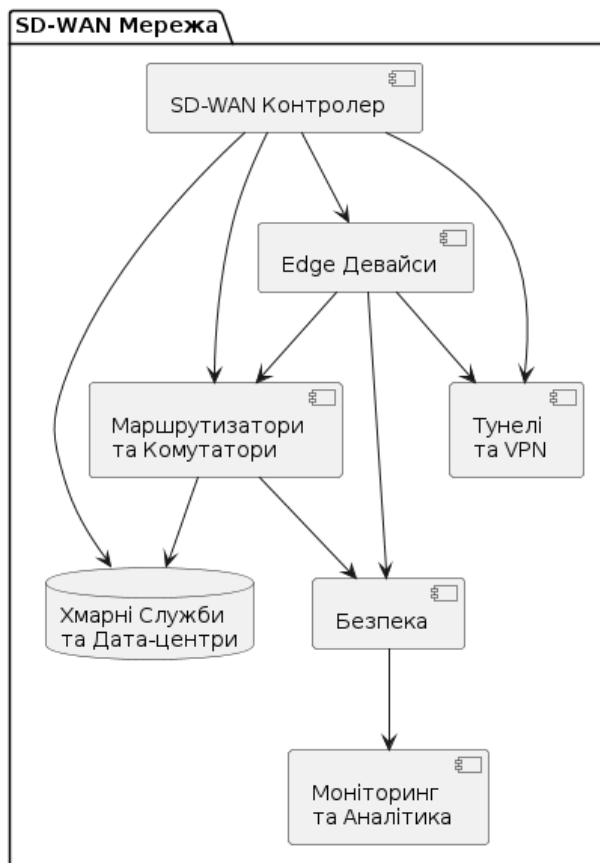 SD-WAN Мережа
SD-WAN Контролер
Edge Девайси
Маршрутизатори
та Комутатори
Тунелі
та VPN
Хмарні Служби
та Дата-центри
Безпека
Моніторинг
та Аналітика